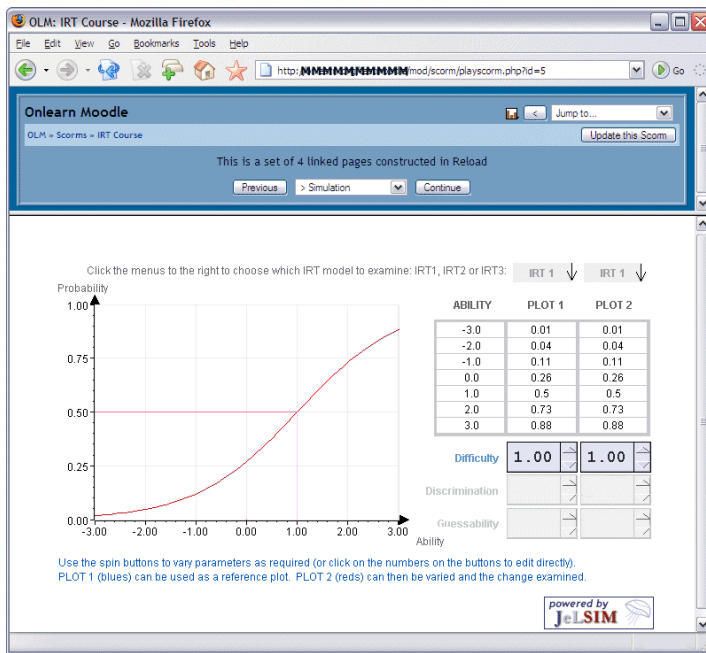 OLM: IRT Course - Mozilla Firefox
File Edit View Go Bookmarks Tools Help
http: /mod/scorm/playscorm.php?id=5 Go
Onlearn Moodle < Jump to...
OLM » Scorms » IRT Course Update this Scorm
This is a set of 4 linked pages constructed in Reload
Previous > Simulation Continue
Click the menus to the right to choose which IRT model to examine: IRT1, IRT2 or IRT3: IRT 1 IRT 1
Probability
ABILITY PLOT 1 PLOT 2
-3.0 0.01 0.01
-2.0 0.04 0.04
-1.0 0.11 0.11
0.0 0.26 0.26
1.0 0.5 0.5
2.0 0.73 0.73
3.0 0.88 0.88
1.00
0.75
0.50
0.25
0.00
-3.00 -2.00 -1.00 0.00 1.00 2.00 3.00
Ability
Difficulty 1.00 1.00
Discrimination
Guessability
Use the spin buttons to vary parameters as required (or click on the numbers on the buttons to edit directly).
PLOT 1 (blues) can be used as a reference plot. PLOT 2 (reds) can then be varied and the change examined.
powered by
JeLSIM